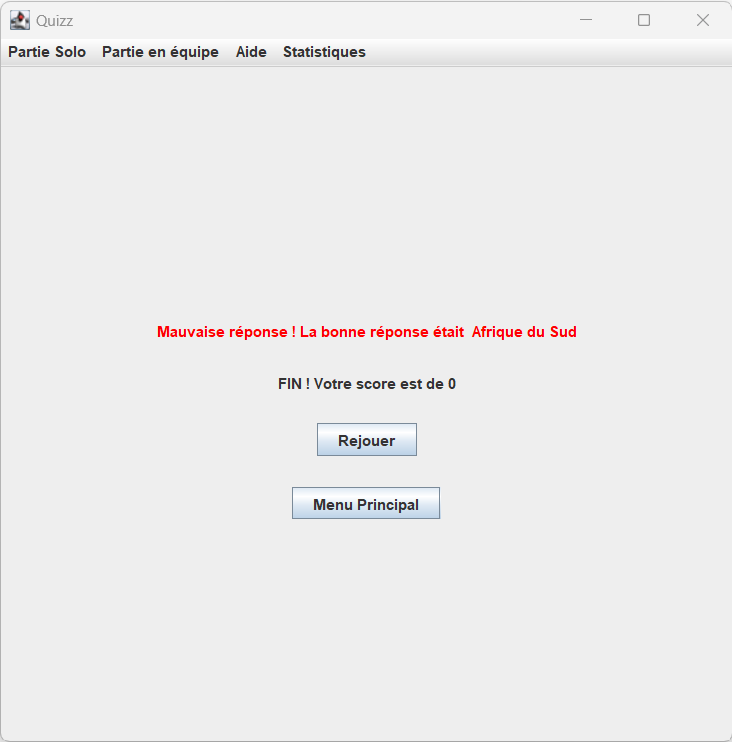 Quizz
Partie Solo Partie en équipe Aide Statistiques
Mauvaise réponse ! La bonne réponse était  Afrique du Sud
FIN ! Votre score est de 0
Rejouer
Menu Principal